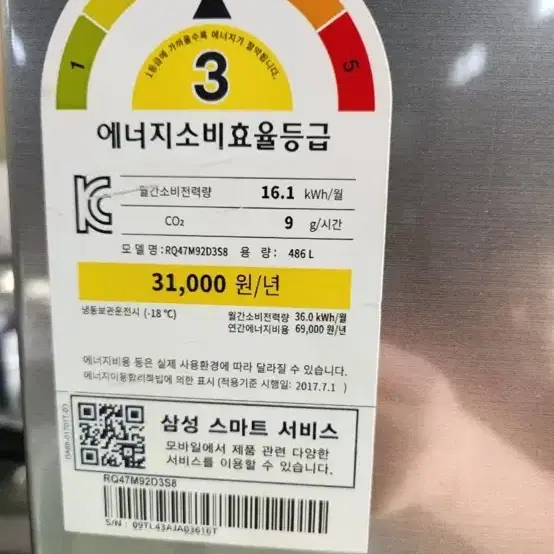 1등급에 가까울수록 에너지가 절약됩니다.
1
3
5
에너지소비효율등급
월간소비전력량 16.1 kWh/월
CO₂ 9 g/시간
모델명:RQ47M92D3S8 용량: 486 L
31,000 원/년
냉동보관운전시 (-18 ℃) 월간소비전력량 36.0 kWh/월
연간에너지비용 69,000 원/년
에너지비용 등은 실제 사용환경에 따라 달라질 수 있습니다.
에너지이용합리화법에 의한 표시 (적용기준 시행일: 2017.7.1 )
삼성 스마트 서비스
모바일에서 제품 관련 다양한
서비스를 이용할 수 있습니다.
RQ47M92D3S8
S/N : 09TL43AJA03616T